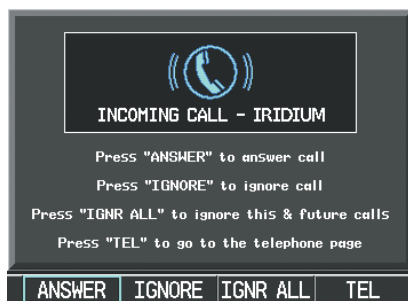 INCOMING CALL - IRIDIUM
Press "ANSWER" to answer call
Press "IGNORE" to ignore call
Press "IGNR ALL" to ignore this & future calls
Press "TEL" to go to the telephone page
ANSWER IGNORE IGNR ALL TEL